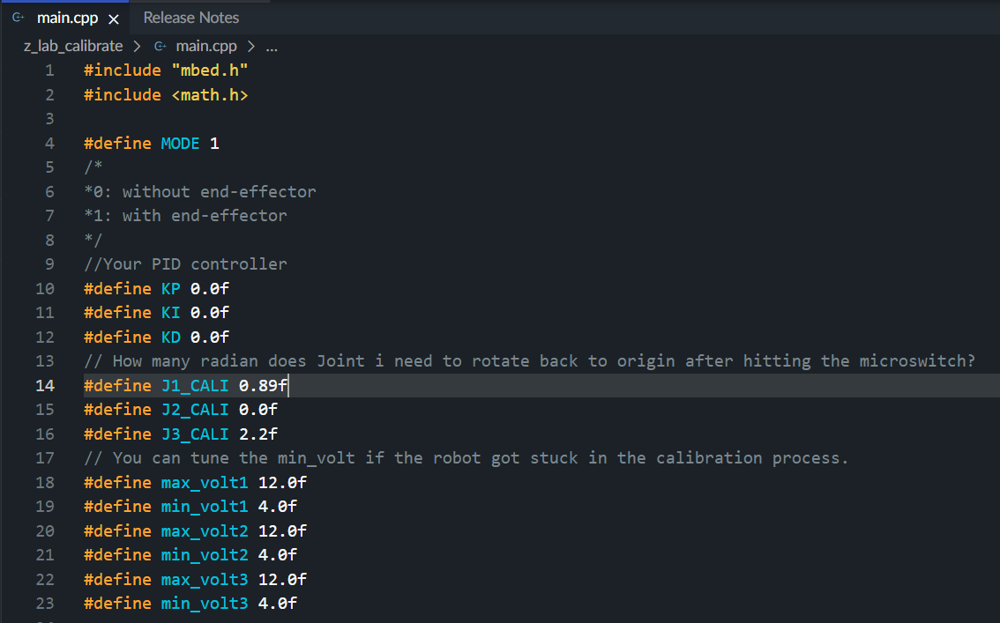 main.cpp × Release Notes
z_lab_calibrate > main.cpp > ...
1 #include "mbed.h"
2 #include <math.h>
3
4 #define MODE 1
5 /*
6 *0: without end-effector
7 *1: with end-effector
8 */
9 //Your PID controller
10 #define KP 0.0f
11 #define KI 0.0f
12 #define KD 0.0f
13 // How many radian does Joint i need to rotate back to origin after hitting the microswitch?
14 #define J1_CALI 0.89f
15 #define J2_CALI 0.0f
16 #define J3_CALI 2.2f
17 // You can tune the min_volt if the robot got stuck in the calibration process.
18 #define max_volt1 12.0f
19 #define min_volt1 4.0f
20 #define max_volt2 12.0f
21 #define min_volt2 4.0f
22 #define max_volt3 12.0f
23 #define min_volt3 4.0f